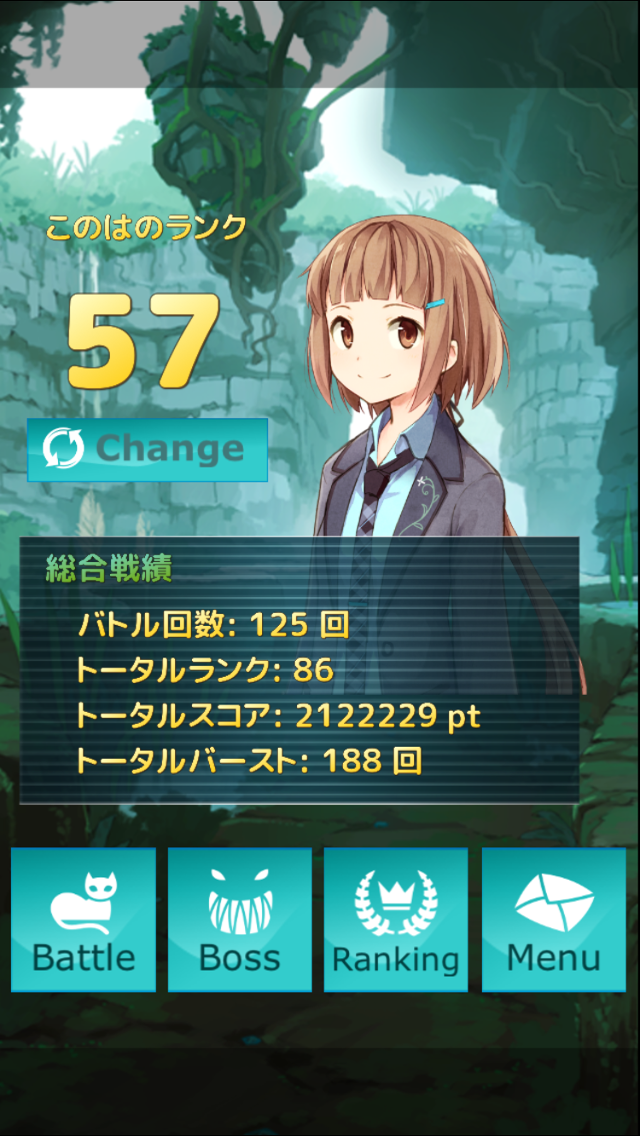 このはのランク
57
Change
総合戦績
バトル回数: 125 回
トータルランク: 86
トータルスコア: 2122229 pt
トータルバースト: 188 回
Battle Boss Ranking Menu